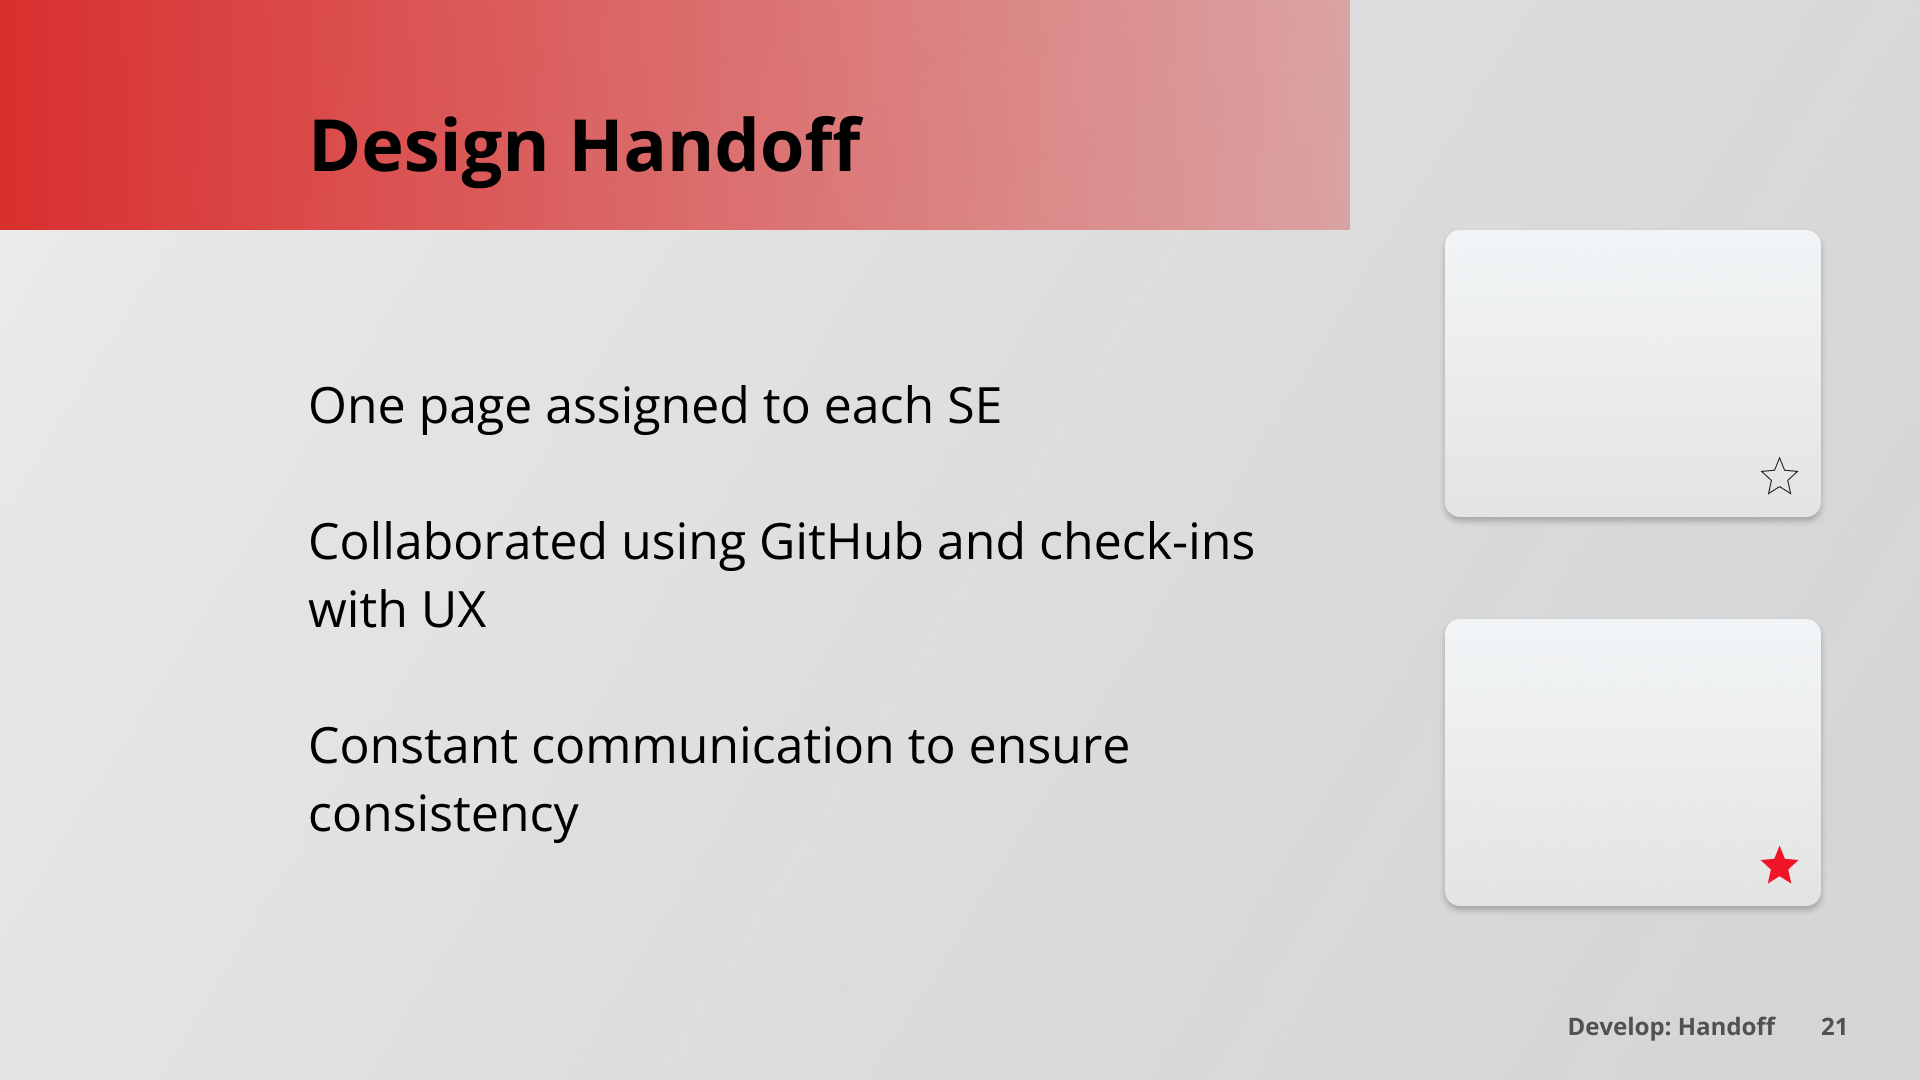 Design Handoff
One page assigned to each SE
Collaborated using GitHub and check-ins
with UX
Constant communication to ensure
consistency
Develop: Handoff 21